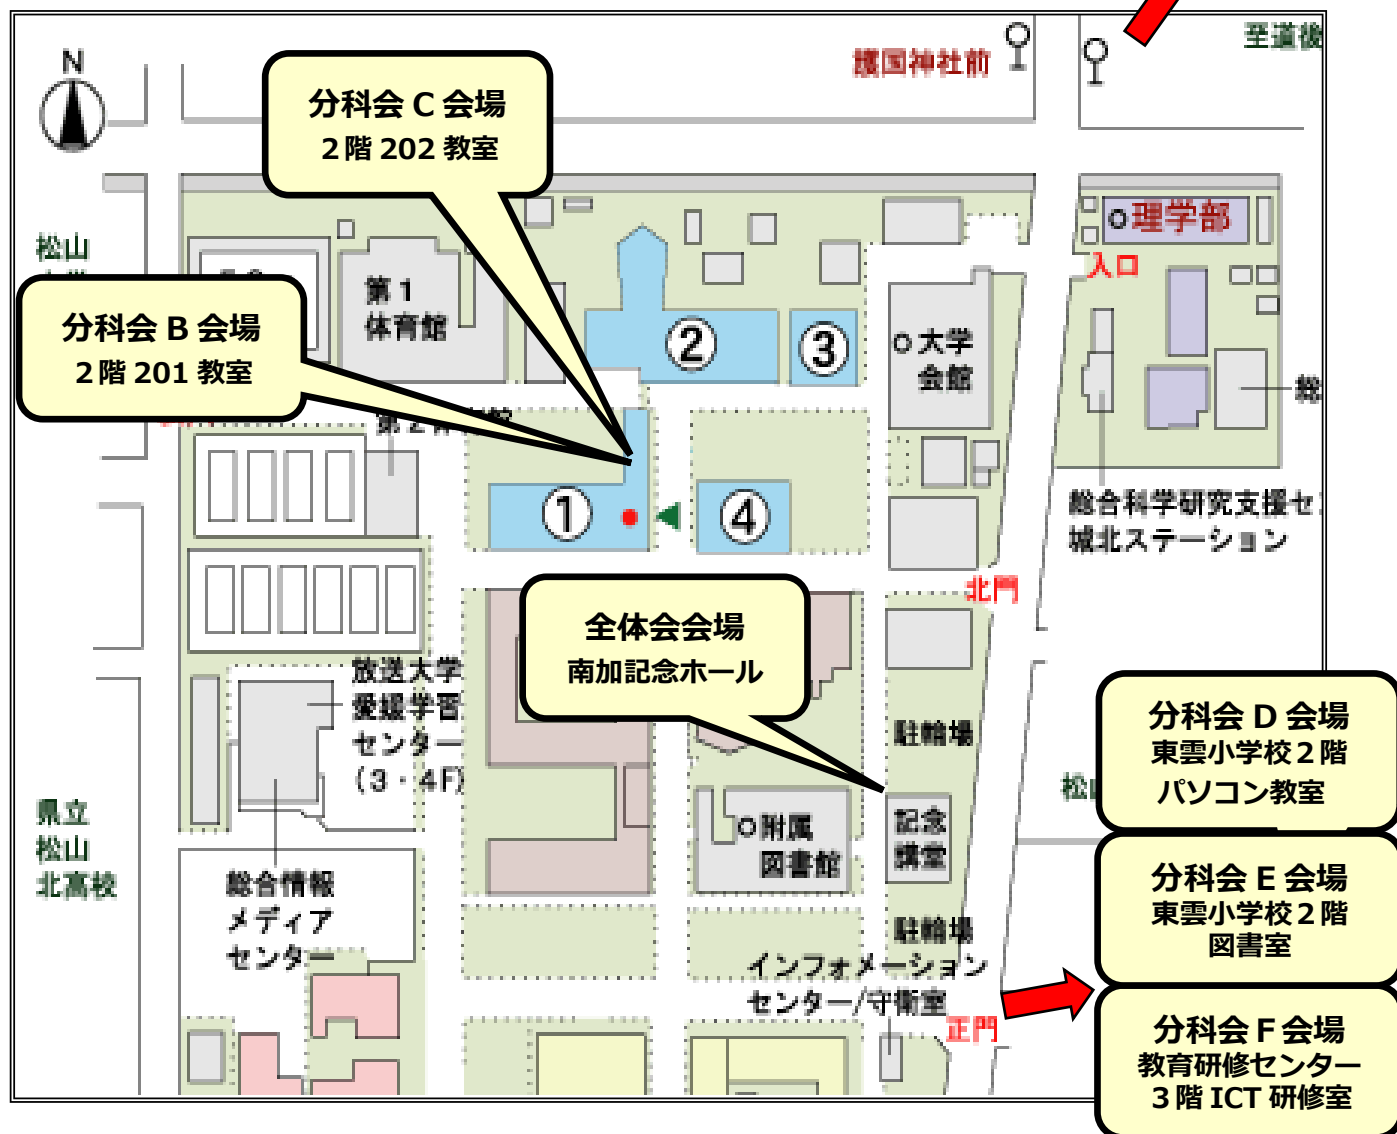 護国神社前
至道後
N
分科会 C 会場
2階 202 教室
理学部
入口
松山
第1
体育館
分科会 B 会場
2階 201 教室
②
③
大学
会館
総
第2
①
④
総合科学研究支援セ
城北ステーション
北門
全体会会場
南加記念ホール
放送大学
愛媛学習
センター
(3・4F)
駐輪場
分科会 D 会場
東雲小学校2階
パソコン教室
松山
県立
松山
北高校
附属
図書館
記念
講堂
総合情報
メディア
センター
分科会 E 会場
東雲小学校2階
図書室
駐輪場
インフォメーション
センター/守衛室
正門
分科会 F 会場
教育研修センター
3階 ICT 研修室